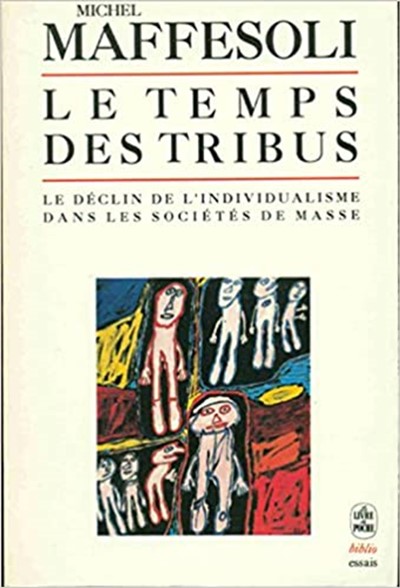 MICHEL
MAFFESOLI
LE TEMPS
DES TRIBUS
LE DÉCLIN DE L'INDIVIDUALISME
DANS LES SOCIÉTÉS DE MASSE
LE LIVRE DE POCHE
biblio
essais